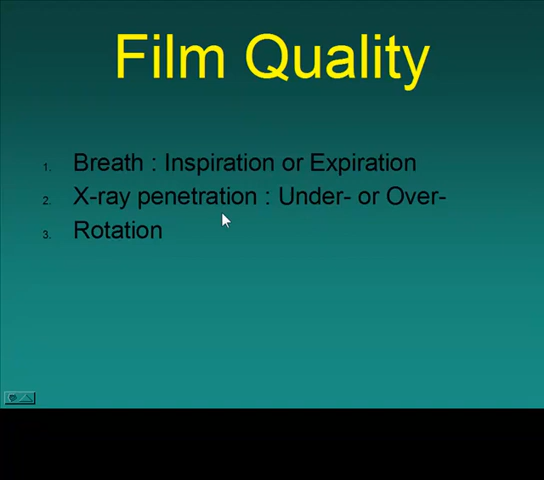 Film Quality
1. Breath : Inspiration or Expiration
2. X-ray penetration : Under- or Over-
3. Rotation